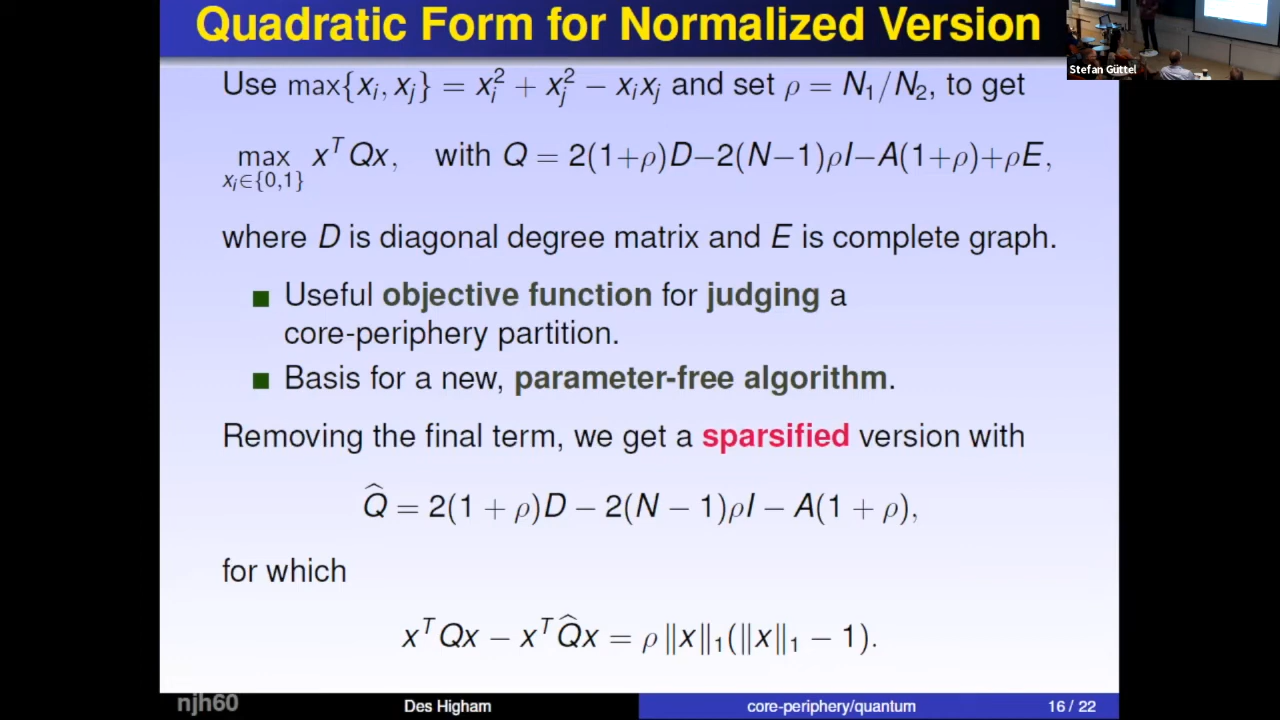 Quadratic Form for Normalized Version
Stefan Güttel
Use max{xᵢ, xⱼ} = xᵢ² + xⱼ² − xᵢxⱼ and set ρ = N₁/N₂, to get
max xᵀQx, with Q = 2(1+ρ)D−2(N−1)ρI−A(1+ρ)+ρE,
xᵢ∈{0,1}
where D is diagonal degree matrix and E is complete graph.
Useful objective function for judging a
core-periphery partition.
Basis for a new, parameter-free algorithm.
Removing the final term, we get a sparsified version with
Q̂ = 2(1 + ρ)D − 2(N − 1)ρI − A(1 + ρ),
for which
xᵀQx − xᵀQ̂x = ρ ‖x‖₁(‖x‖₁ − 1).
njh60 Des Higham core-periphery/quantum 16 / 22